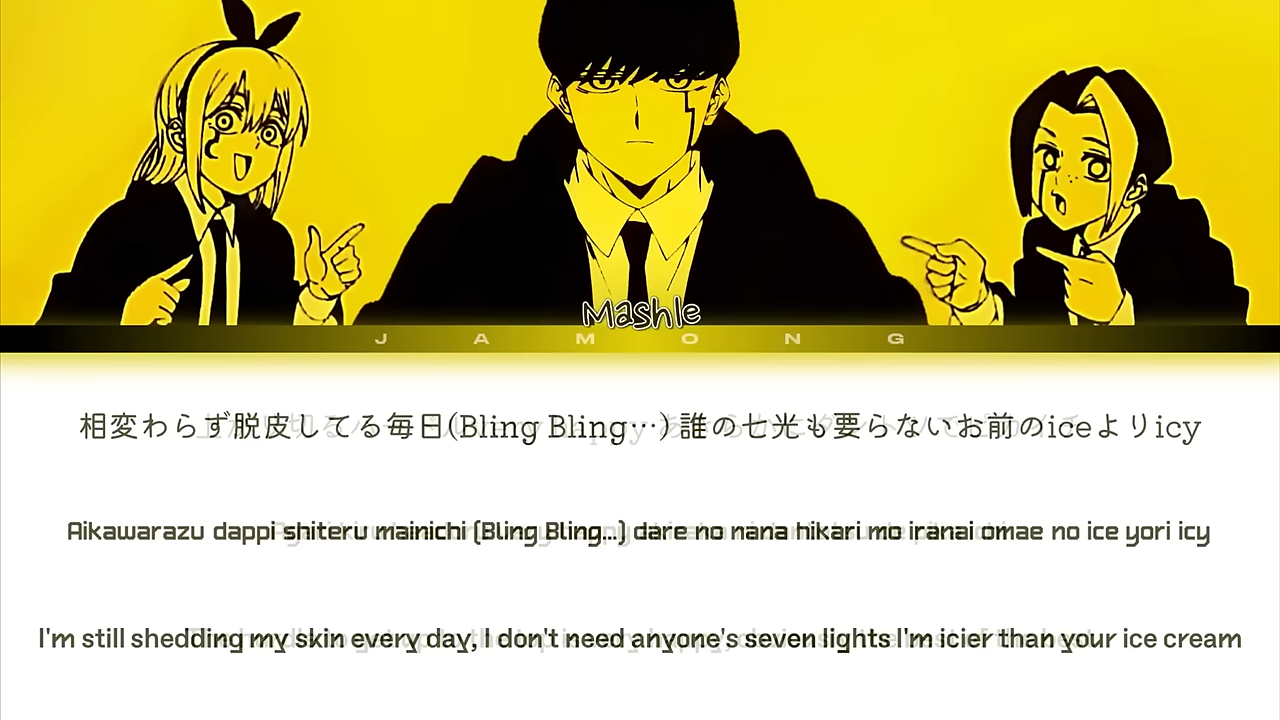 Mashle
JAMONG
相変わらず脱皮してる毎日(Bling Bling…) 誰の七光も要らないお前のiceよりicy
Aikawarazu dappi shiteru mainichi (Bling Bling...) dare no nana hikari mo iranai omae no ice yori icy
I'm still shedding my skin every day, I don't need anyone's seven lights I'm icier than your ice cream